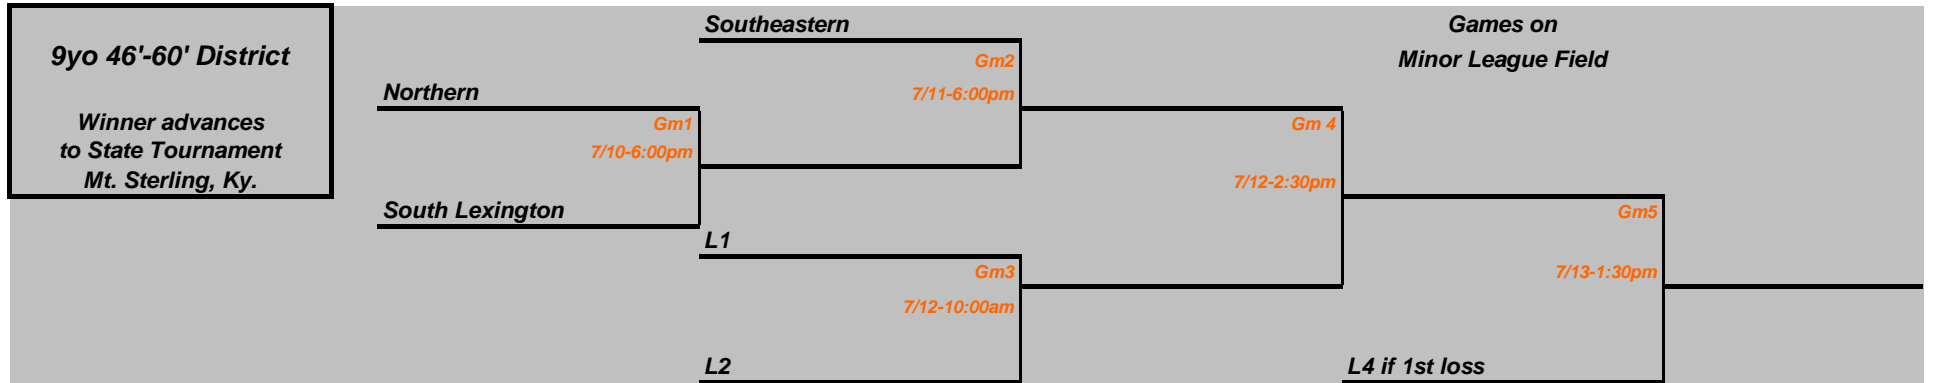 9yo 46'-60' District
Winner advances
to State Tournament
Mt. Sterling, Ky.
Southeastern
Games on
Minor League Field
Gm2
7/11-6:00pm
Northern
Gm1
7/10-6:00pm
Gm 4
7/12-2:30pm
South Lexington
Gm5
L1
Gm3
7/13-1:30pm
7/12-10:00am
L2
L4 if 1st loss